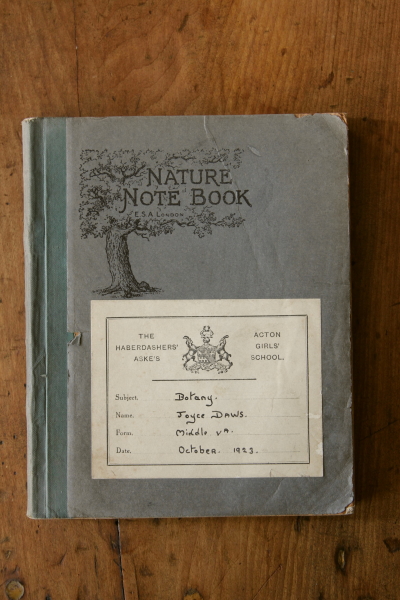 NATURE
NOTE BOOK
E.S.A. LONDON
THE HABERDASHERS' ASKE'S
ACTON GIRLS' SCHOOL.
Subject. Botany.
Name. Joyce DAWS.
Form. Middle VA.
Date. October. 1923.